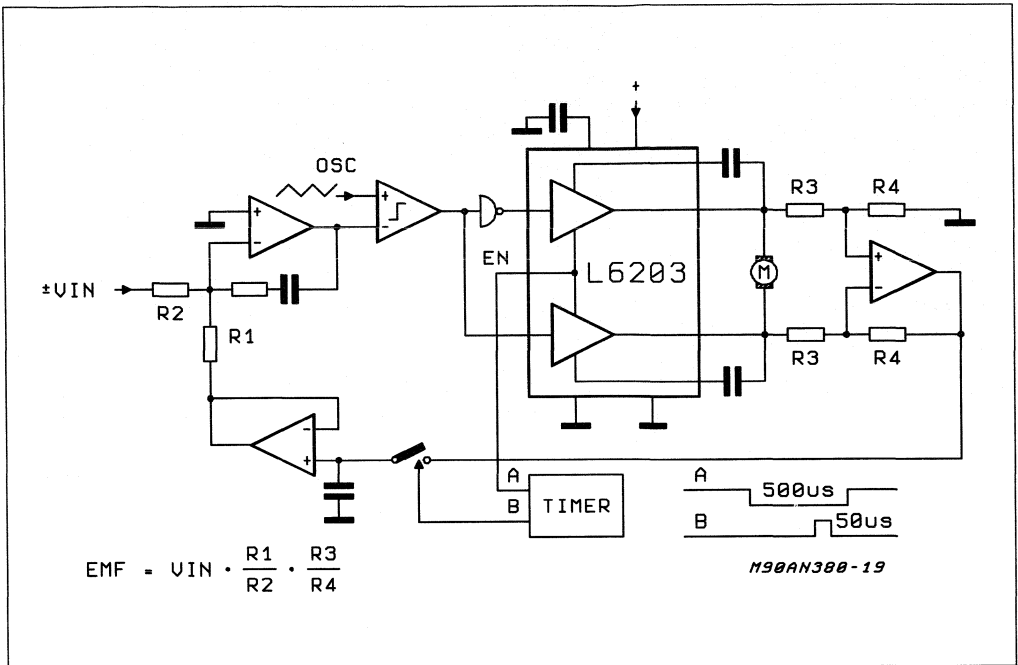 +
OSC
+
-
+
-
R3
R4
EN
L6203
M
±VIN
R2
+
-
R1
R3
R4
-
+
A
B
TIMER
A
500us
B
50us
EMF = VIN · R1/R2 · R3/R4
M90AN380-19